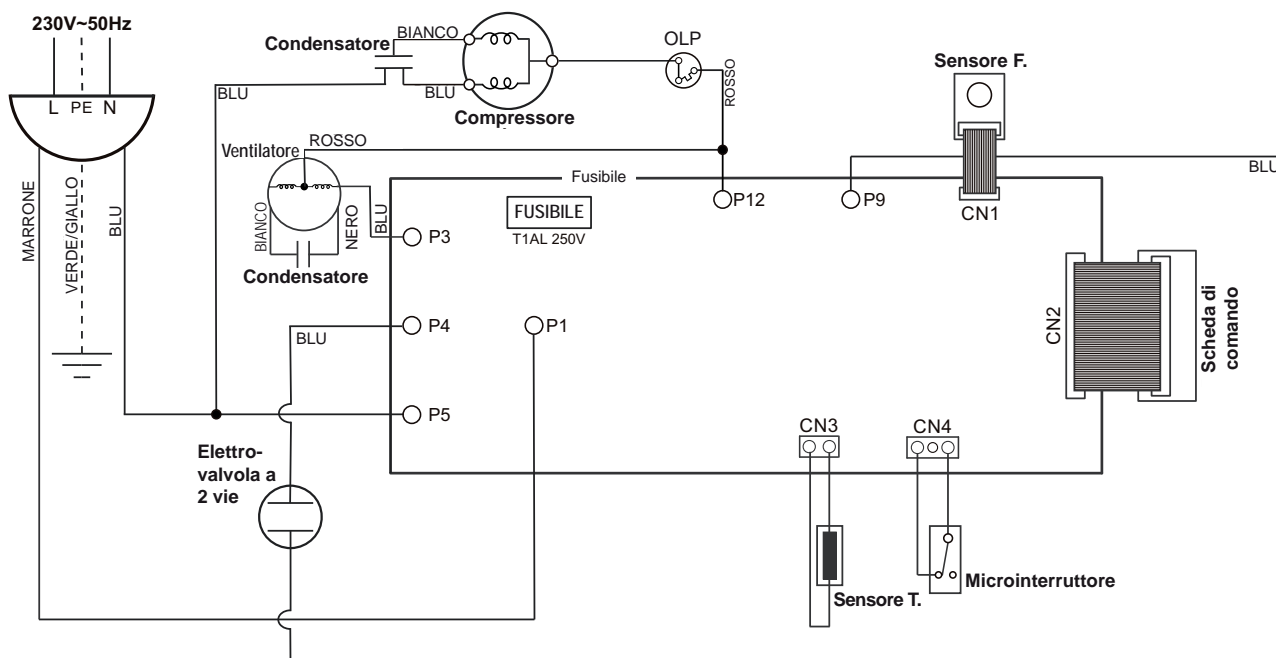 230V~50Hz
L PE N
MARRONE
VERDE/GIALLO
BLU
Condensatore
BIANCO
BLU
BLU
Compressore
OLP
ROSSO
Sensore F.
Ventilatore
ROSSO
BIANCO
NERO
BLU
Condensatore
Fusibile
FUSIBILE
T1AL 250V
P12
P9
CN1
BLU
P3
P4
BLU
P1
P5
CN2
Scheda di
comando
Elettro-
valvola a
2 vie
CN3
CN4
Sensore T.
Microinterruttore